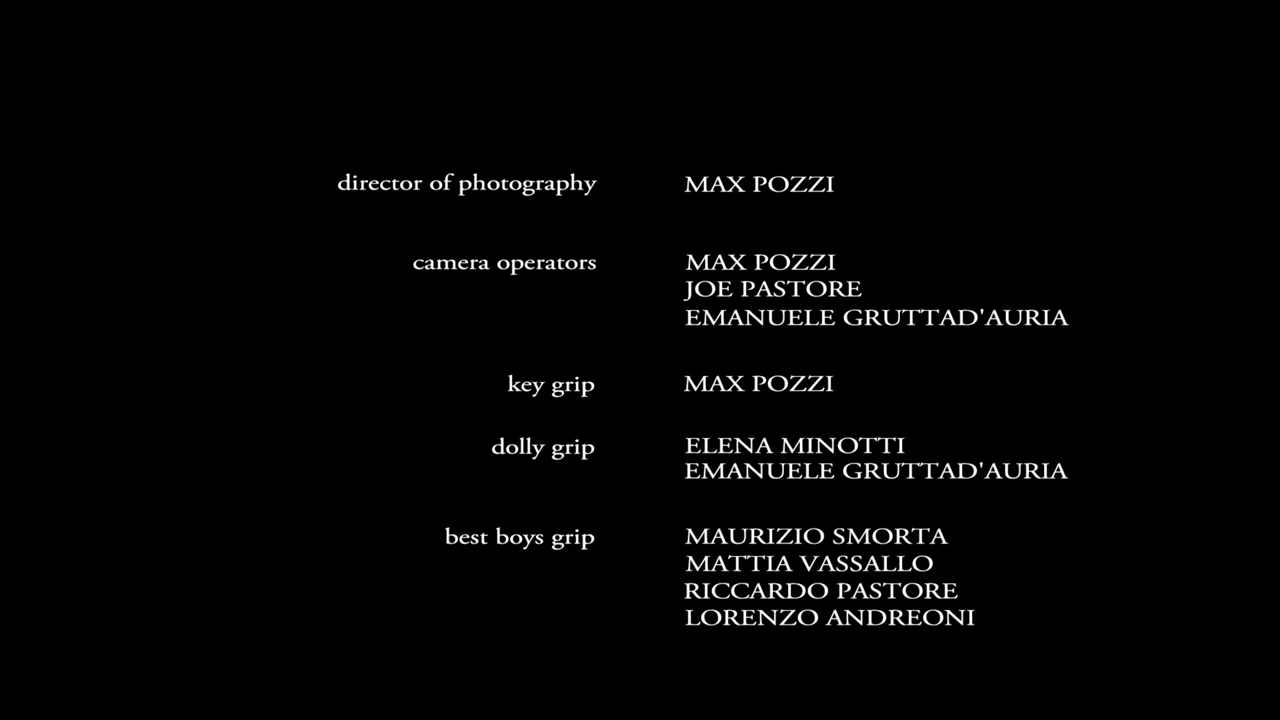 director of photography MAX POZZI
camera operators MAX POZZI
JOE PASTORE
EMANUELE GRUTTAD'AURIA
key grip MAX POZZI
dolly grip ELENA MINOTTI
EMANUELE GRUTTAD'AURIA
best boys grip MAURIZIO SMORTA
MATTIA VASSALLO
RICCARDO PASTORE
LORENZO ANDREONI